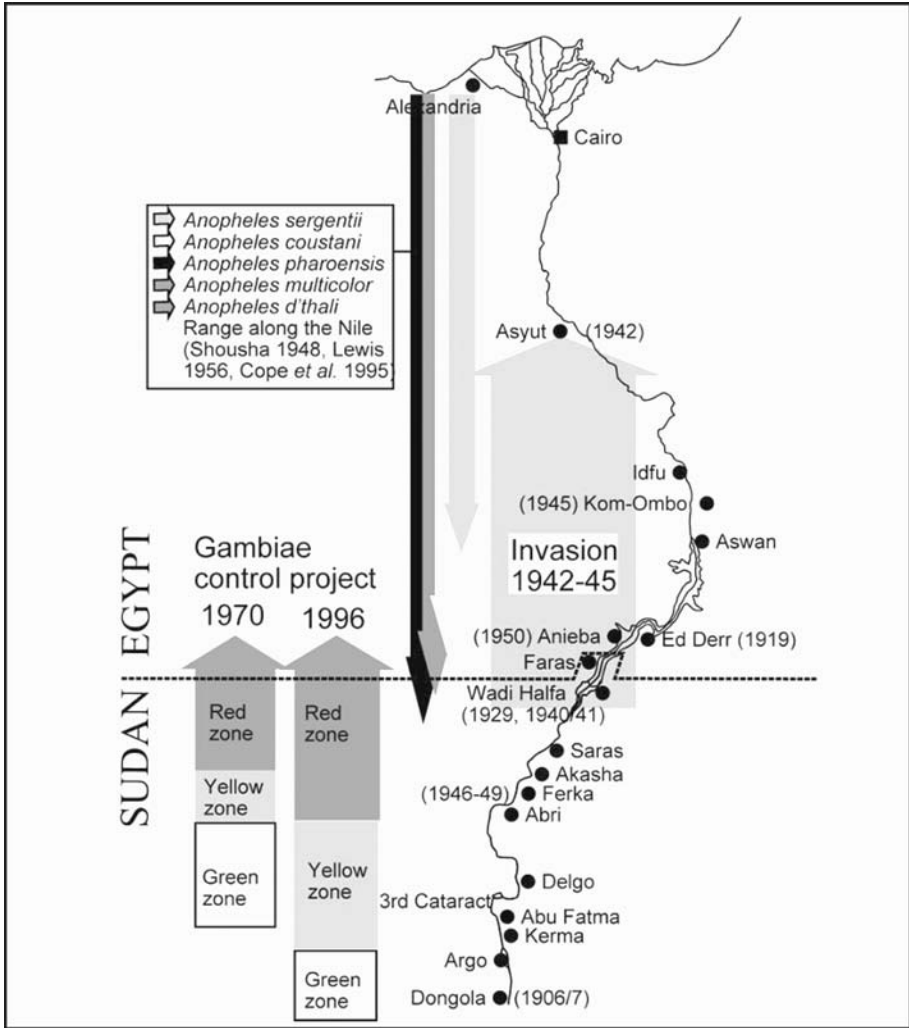 Alexandria
Cairo
Anopheles sergentii
Anopheles coustani
Anopheles pharoensis
Anopheles multicolor
Anopheles d'thali
Range along the Nile
(Shousha 1948, Lewis
1956, Cope et al. 1995)
Asyut (1942)
Idfu
(1945) Kom-Ombo
Aswan
EGYPT
SUDAN
Gambiae
control project
1970 1996
Invasion
1942-45
(1950) Anieba
Ed Derr (1919)
Faras
Wadi Halfa
(1929, 1940/41)
Red
zone
Red
zone
Yellow
zone
Green
zone
Yellow
zone
Green
zone
Saras
Akasha
(1946-49) Ferka
Abri
Delgo
3rd Cataract
Abu Fatma
Kerma
Argo
Dongola (1906/7)